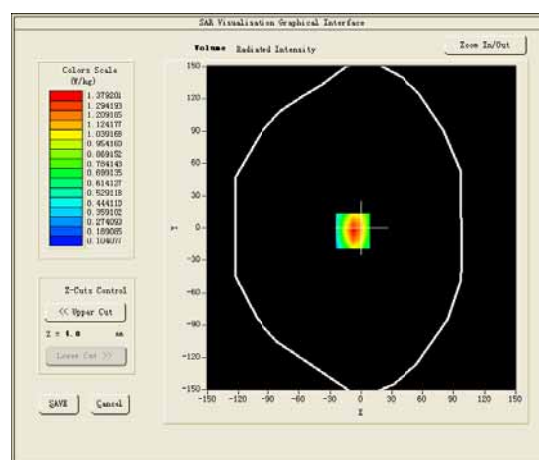 SAR Visualisation Graphical Interface
Volume Radiated Intensity
Zoom In/Out
Colors Scale
(W/kg)
1.379201
1.294193
1.209185
1.124177
1.039169
0.954160
0.869152
0.784143
0.699135
0.614127
0.529118
0.444110
0.359102
0.274093
0.189085
0.104077
150
120
90
60
30
0
-30
-60
-90
-120
-150
Y
-150 -120 -90 -60 -30 0 30 60 90 120 150
X
Z-Cuts Control
<< Upper Cut
Z = 4.0 mm
Lower Cut >>
SAVE Cancel